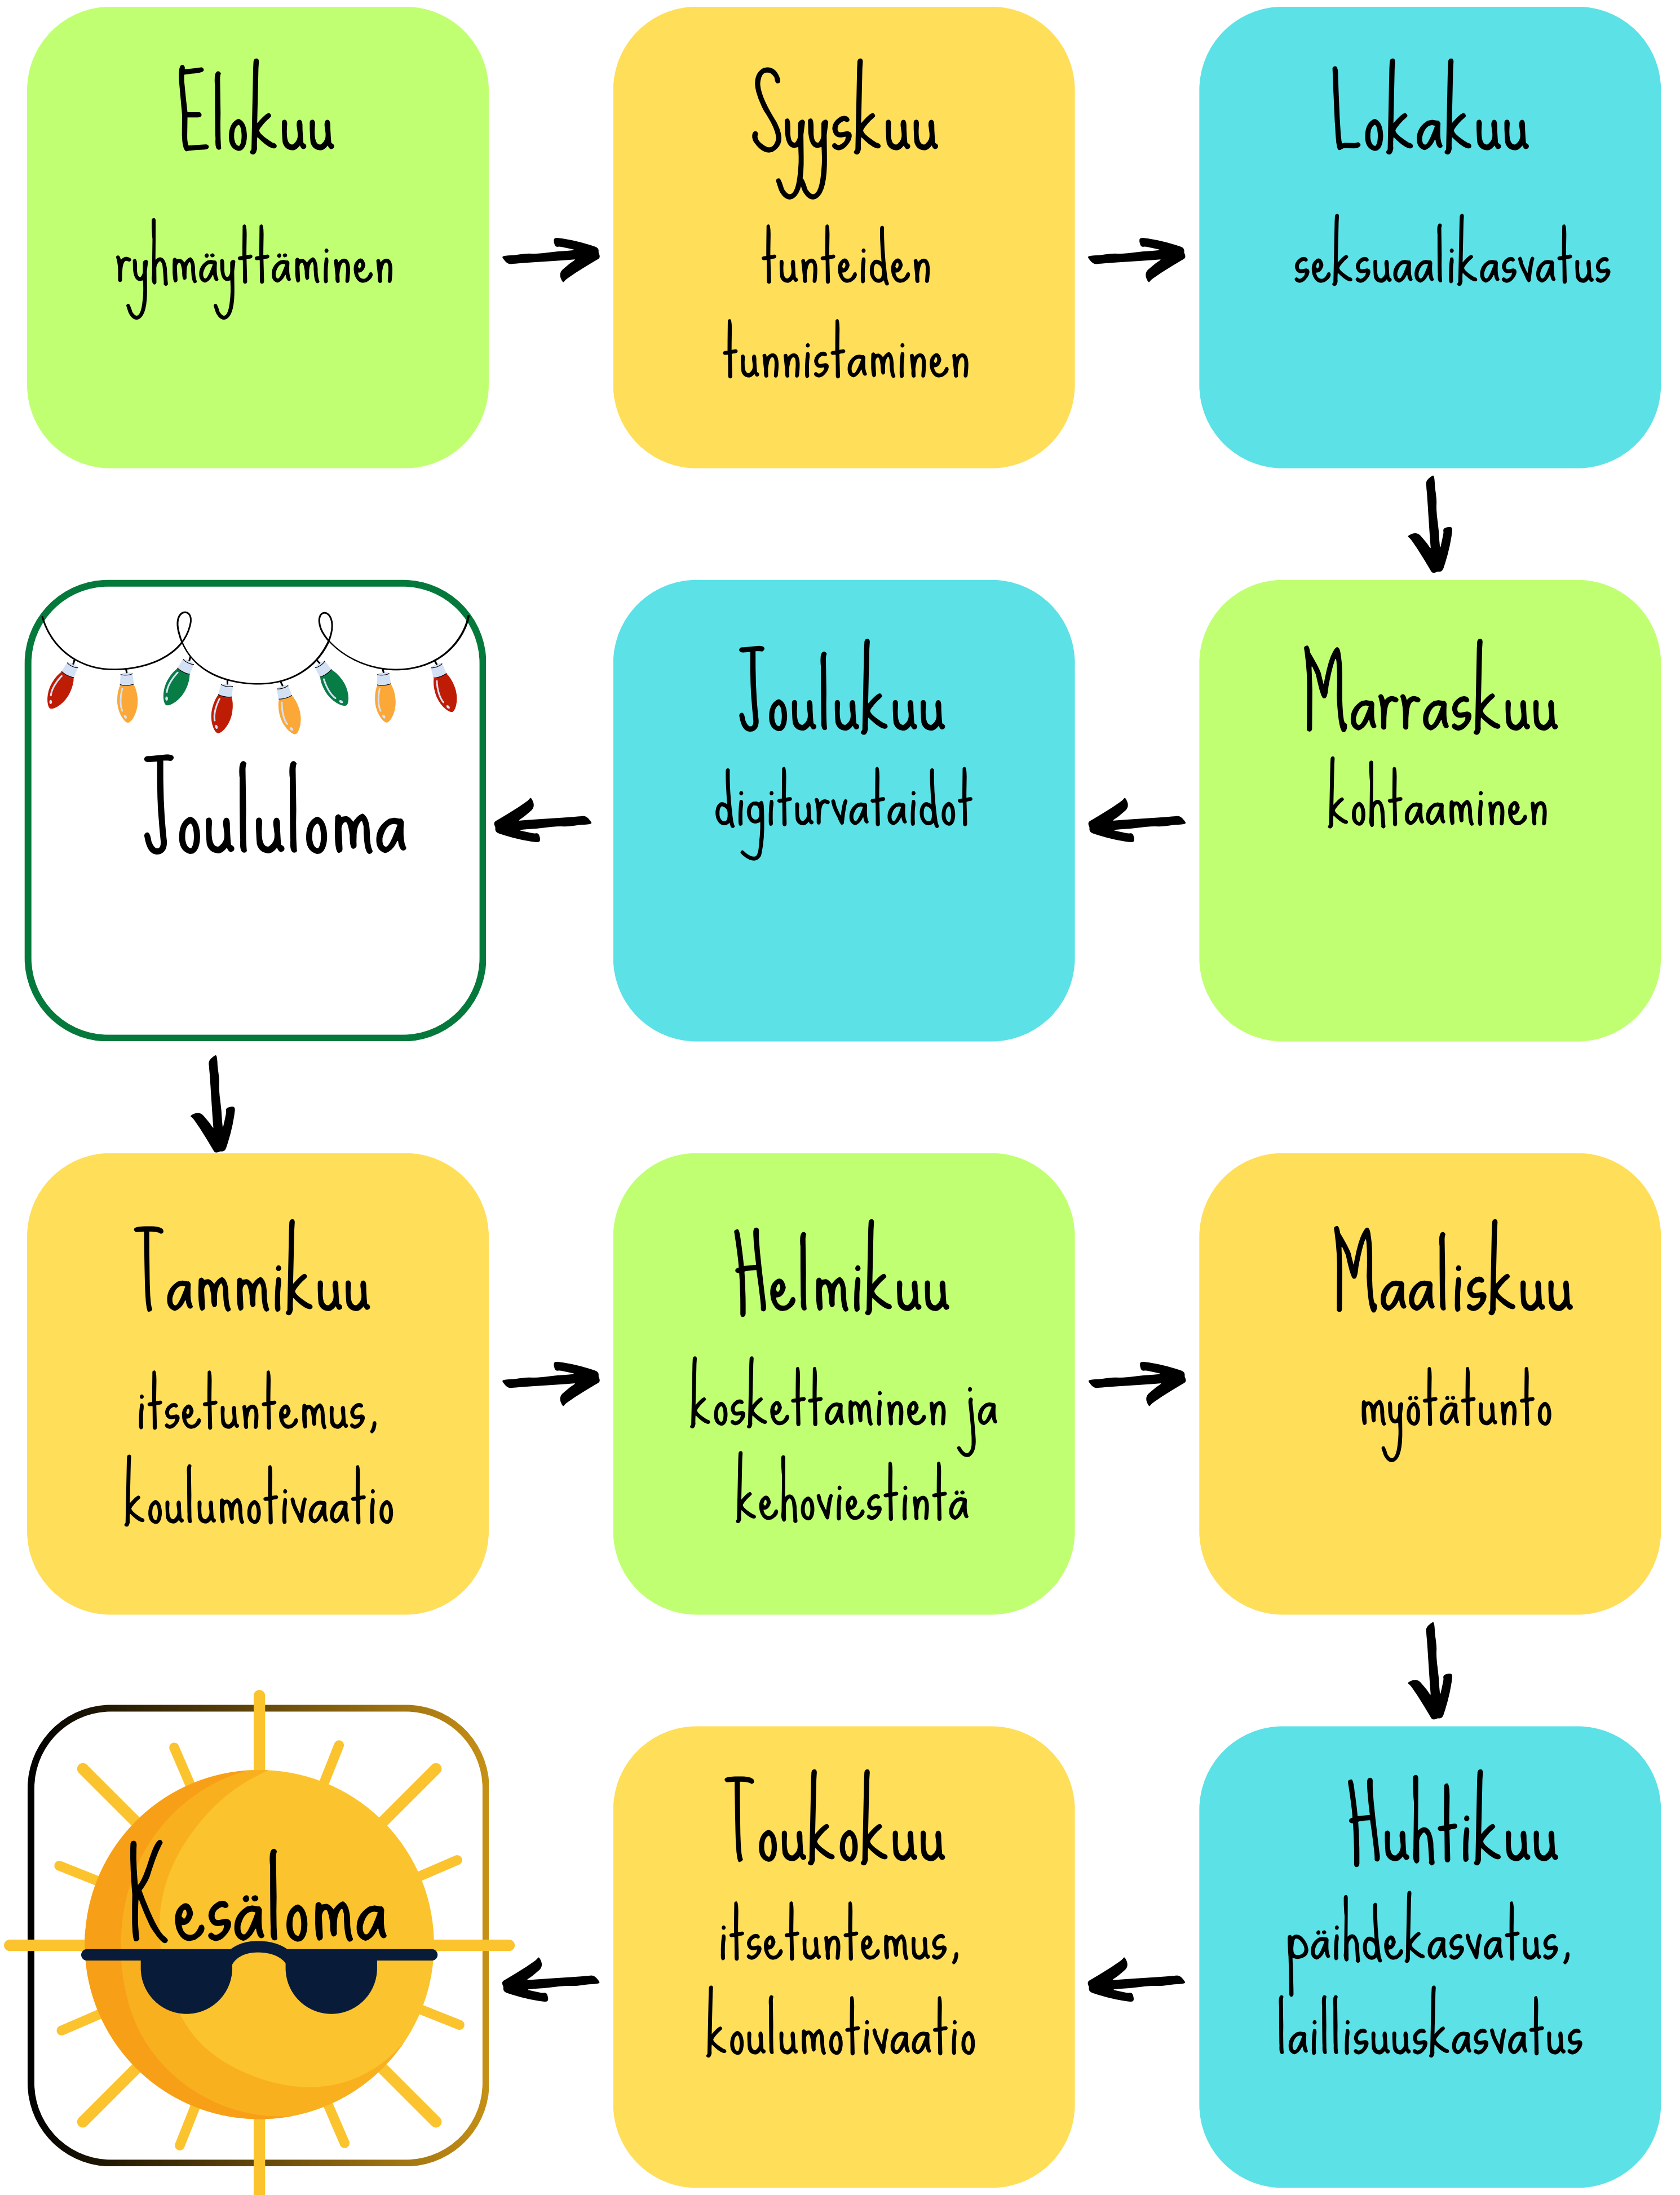 Elokuu
ryhmäyttäminen
Syyskuu
tunteiden
tunnistaminen
Lokakuu
seksuaalikasvatus
Marraskuu
kohtaaminen
Joulukuu
digiturvataidot
Joululoma
Tammikuu
itsetuntemus,
koulumotivaatio
Helmikuu
koskettaminen ja
kehoviestintä
Maaliskuu
myötätunto
Huhtikuu
päihdekasvatus,
laillisuuskasvatus
Toukokuu
itsetuntemus,
koulumotivaatio
Kesäloma